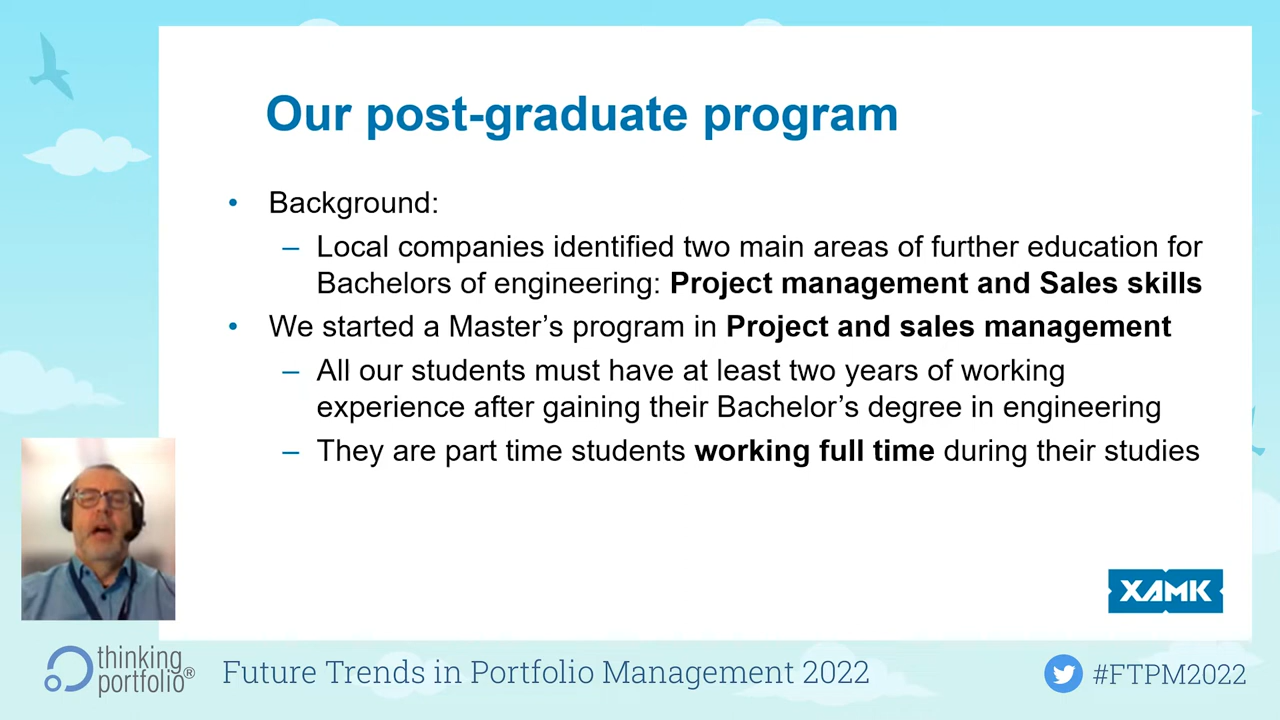 Our post-graduate program
• Background:
– Local companies identified two main areas of further education for
Bachelors of engineering: Project management and Sales skills
• We started a Master’s program in Project and sales management
– All our students must have at least two years of working
experience after gaining their Bachelor’s degree in engineering
– They are part time students working full time during their studies
XAMK
thinking
portfolio®
Future Trends in Portfolio Management 2022
#FTPM2022